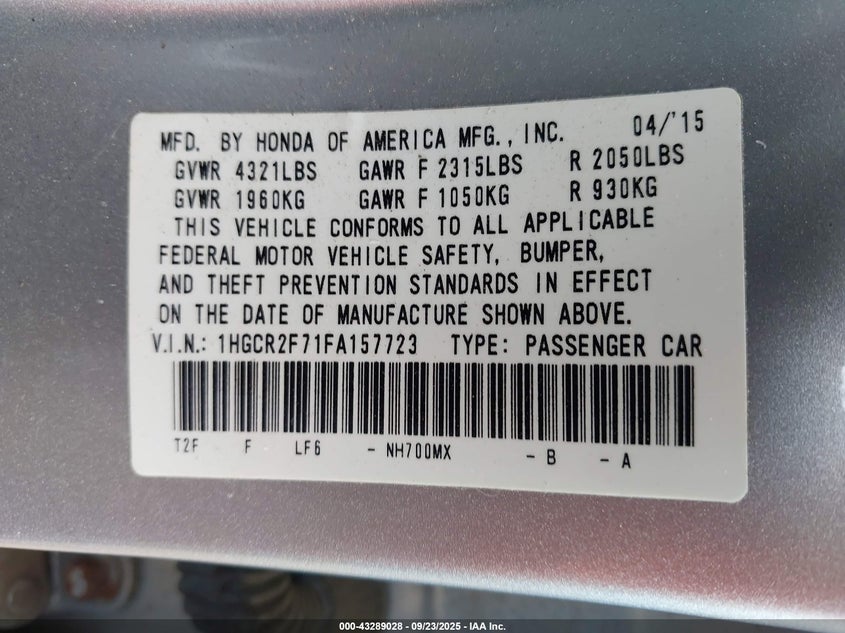 MFD. BY HONDA OF AMERICA MFG., INC. 04/'15
GVWR 4321LBS GAWR F 2315LBS R 2050LBS
GVWR 1960KG GAWR F 1050KG R 930KG
THIS VEHICLE CONFORMS TO ALL APPLICABLE
FEDERAL MOTOR VEHICLE SAFETY, BUMPER,
AND THEFT PREVENTION STANDARDS IN EFFECT
ON THE DATE OF MANUFACTURE SHOWN ABOVE.
V.I.N.: 1HGCR2F71FA157723 TYPE: PASSENGER CAR
T2F F LF6 - NH700MX - B - A
000-43289028 - 09/23/2025 - IAA Inc.